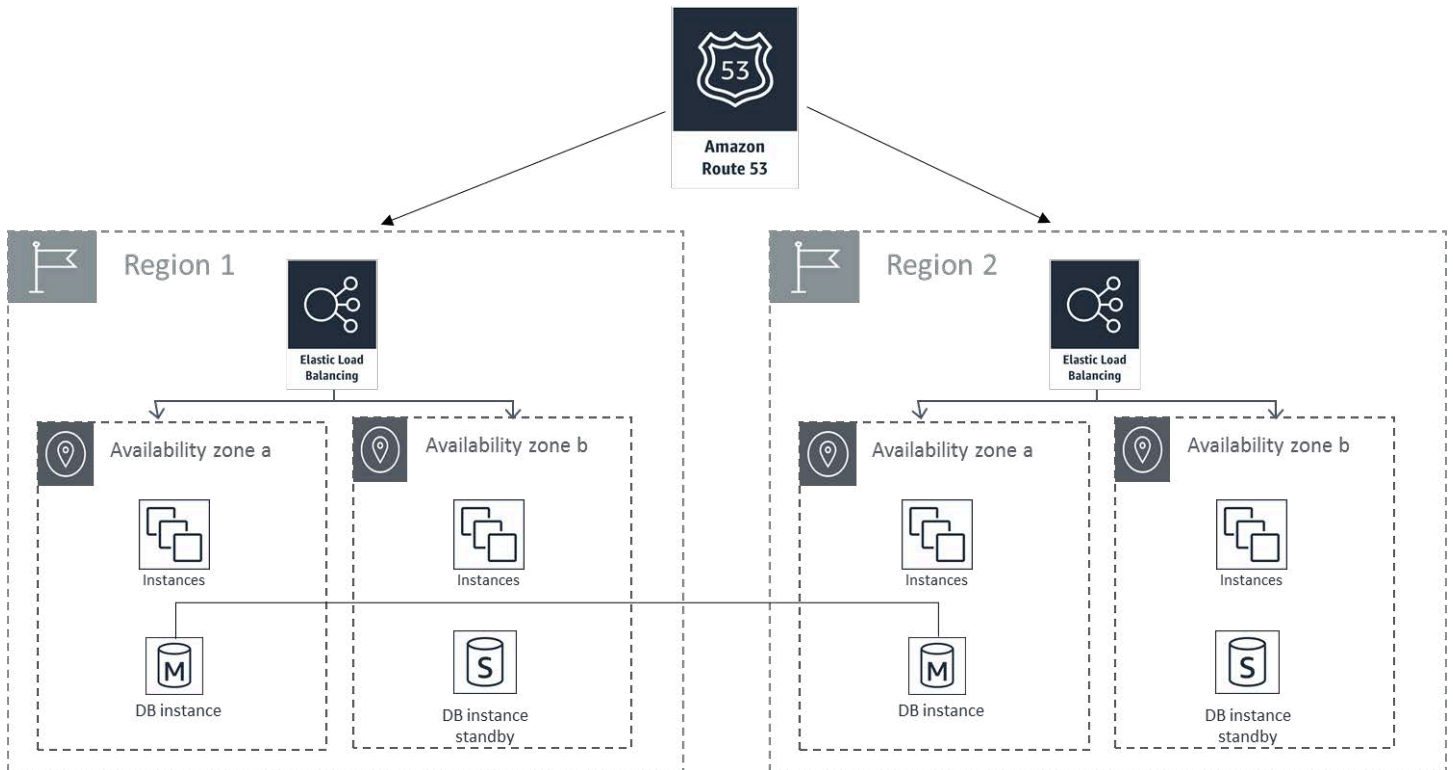 53
Amazon
Route 53
Region 1
Region 2
Elastic Load
Balancing
Elastic Load
Balancing
Availability zone a
Availability zone b
Availability zone a
Availability zone b
Instances
Instances
Instances
Instances
M
S
M
S
DB instance
DB instance
standby
DB instance
DB instance
standby